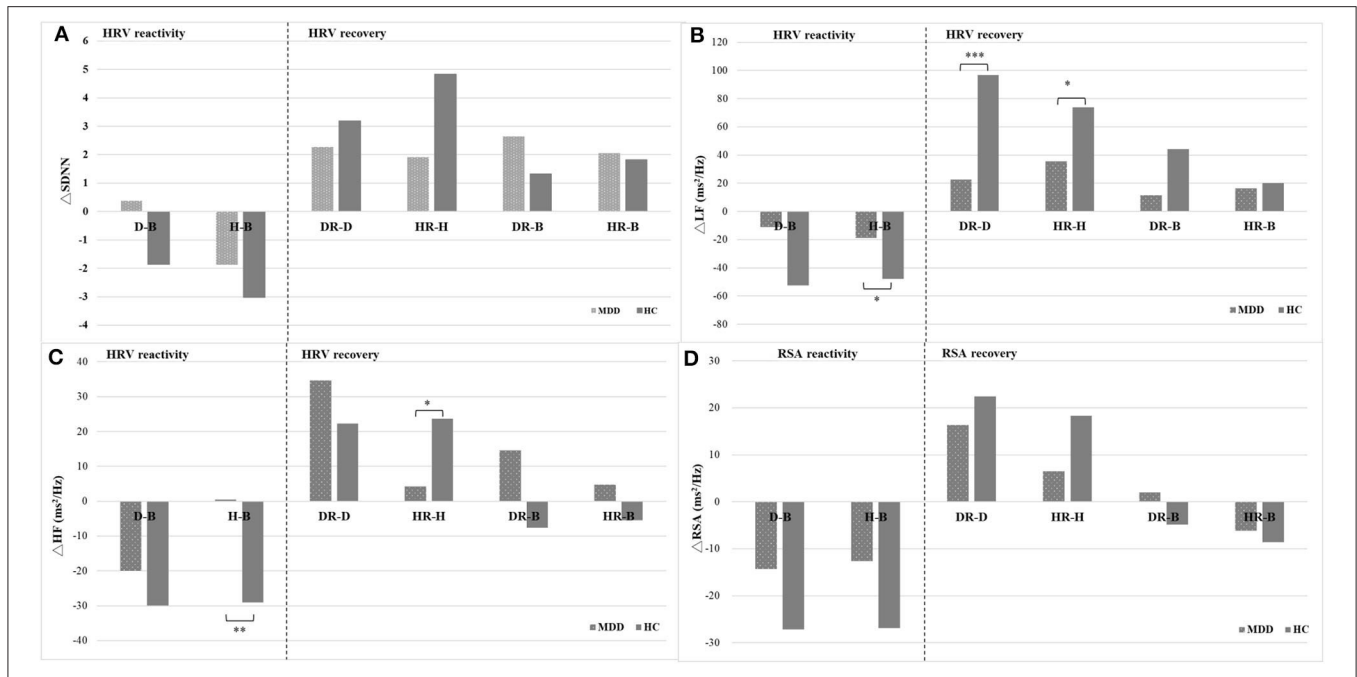 A
HRV reactivity
HRV recovery
6
5
4
3
2
1
0
-1
-2
-3
-4
△SDNN
D-B
H-B
DR-D
HR-H
DR-B
HR-B
MDD
HC
B
HRV reactivity
HRV recovery
120
100
80
60
40
20
0
-20
-40
-60
-80
△LF (ms²/Hz)
***
*
D-B
H-B
DR-D
HR-H
DR-B
HR-B
*
MDD
HC
C
HRV reactivity
HRV recovery
40
30
20
10
0
-10
-20
-30
-40
△HF (ms²/Hz)
*
D-B
H-B
DR-D
HR-H
DR-B
HR-B
**
MDD
HC
D
RSA reactivity
RSA recovery
30
20
10
0
-10
-20
-30
△RSA (ms²/Hz)
D-B
H-B
DR-D
HR-H
DR-B
HR-B
MDD
HC